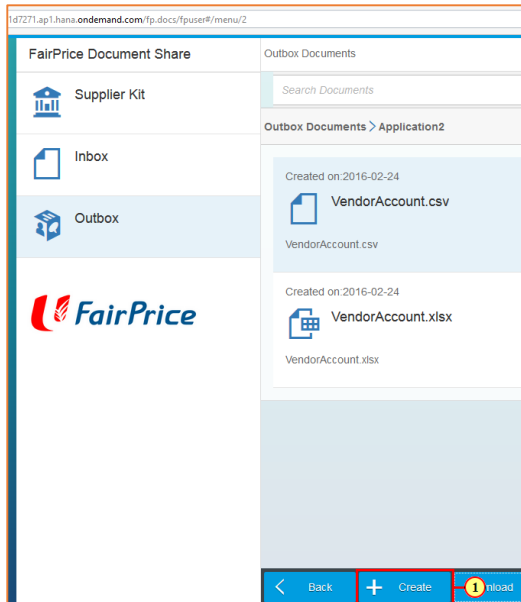 1d7271.ap1.hana.ondemand.com/fp.docs/fpuser#/menu/2
FairPrice Document Share
Supplier Kit
Inbox
Outbox
FairPrice
Outbox Documents
Search Documents
Outbox Documents > Application2
Created on:2016-02-24
VendorAccount.csv
VendorAccount.csv
Created on:2016-02-24
VendorAccount.xlsx
VendorAccount.xlsx
Back
Create
1
nload